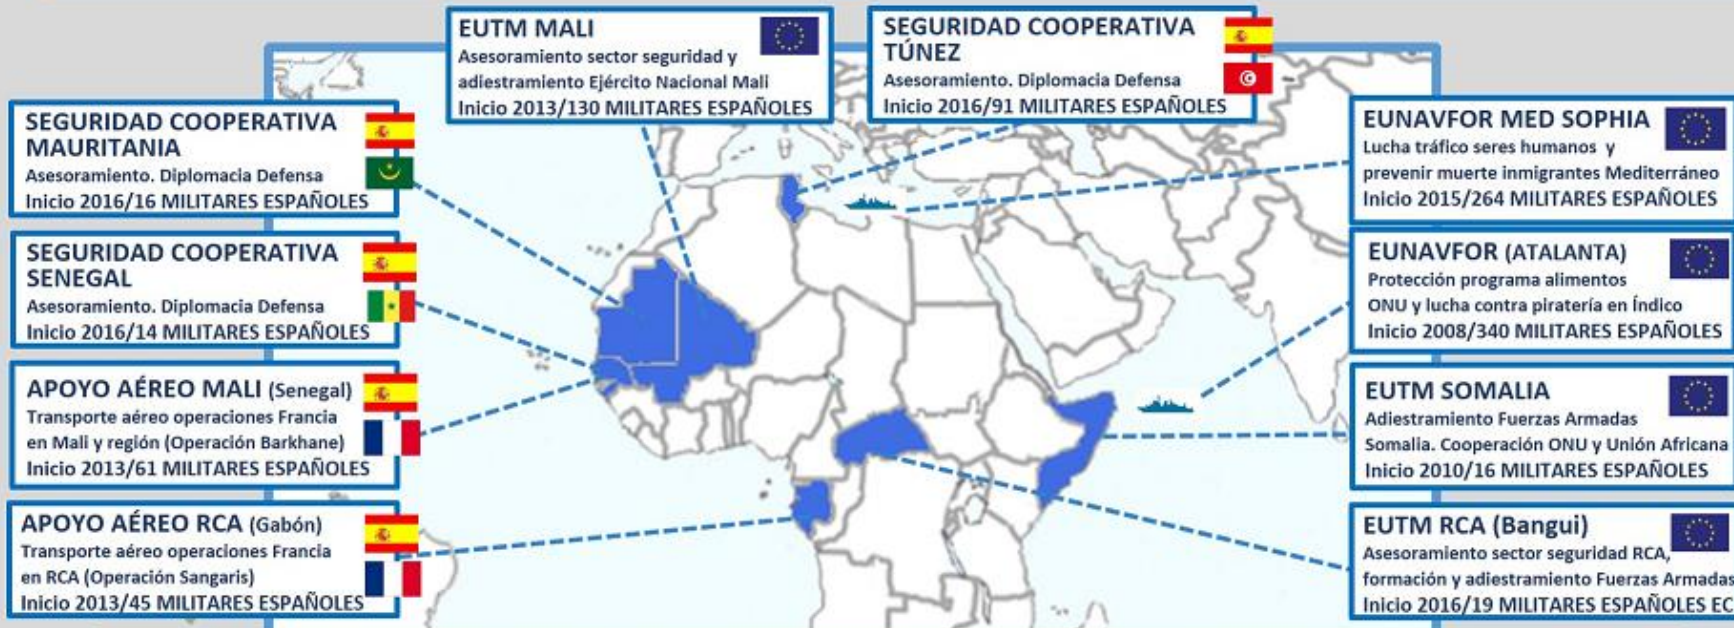 EUTM MALI
Asesoramiento sector seguridad y
adiestramiento Ejército Nacional Mali
Inicio 2013/130 MILITARES ESPAÑOLES
SEGURIDAD COOPERATIVA
TÚNEZ
Asesoramiento. Diplomacia Defensa
Inicio 2016/91 MILITARES ESPAÑOLES
SEGURIDAD COOPERATIVA
MAURITANIA
Asesoramiento. Diplomacia Defensa
Inicio 2016/16 MILITARES ESPAÑOLES
SEGURIDAD COOPERATIVA
SENEGAL
Asesoramiento. Diplomacia Defensa
Inicio 2016/14 MILITARES ESPAÑOLES
APOYO AÉREO MALI (Senegal)
Transporte aéreo operaciones Francia
en Mali y región (Operación Barkhane)
Inicio 2013/61 MILITARES ESPAÑOLES
APOYO AÉREO RCA (Gabón)
Transporte aéreo operaciones Francia
en RCA (Operación Sangaris)
Inicio 2013/45 MILITARES ESPAÑOLES
EUNAVFOR MED SOPHIA
Lucha tráfico seres humanos y
prevenir muerte inmigrantes Mediterráneo
Inicio 2015/264 MILITARES ESPAÑOLES
EUNAVFOR (ATALANTA)
Protección programa alimentos
ONU y lucha contra piratería en Índico
Inicio 2008/340 MILITARES ESPAÑOLES
EUTM SOMALIA
Adiestramiento Fuerzas Armadas
Somalia. Cooperación ONU y Unión Africana
Inicio 2010/16 MILITARES ESPAÑOLES
EUTM RCA (Bangui)
Asesoramiento sector seguridad RCA,
formación y adiestramiento Fuerzas Armadas
Inicio 2016/19 MILITARES ESPAÑOLES EC